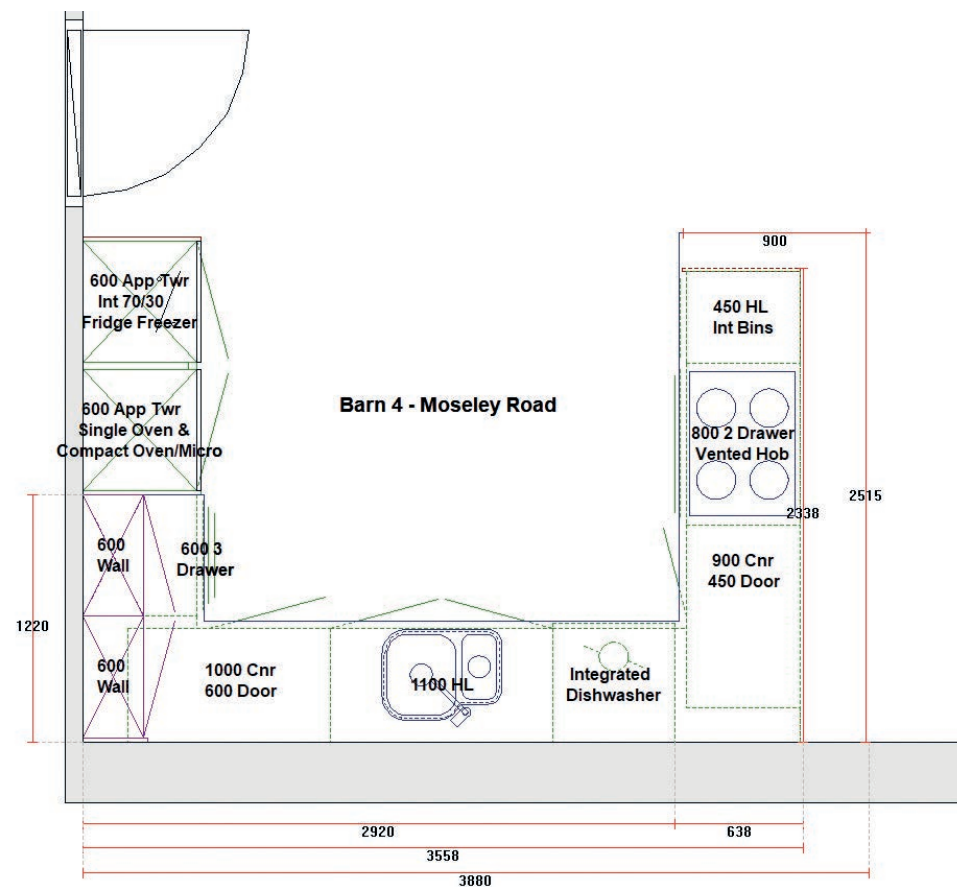 900
600 App Twr
Int 70/30
Fridge Freezer
450 HL
Int Bins
600 App Twr
Single Oven &
Compact Oven/Micro
Barn 4 - Moseley Road
800 2 Drawer
Vented Hob
2515
2338
600
Wall
600 3
Drawer
900 Cnr
450 Door
1220
600
Wall
1000 Cnr
600 Door
1100 HL
Integrated
Dishwasher
2920
638
3558
3880